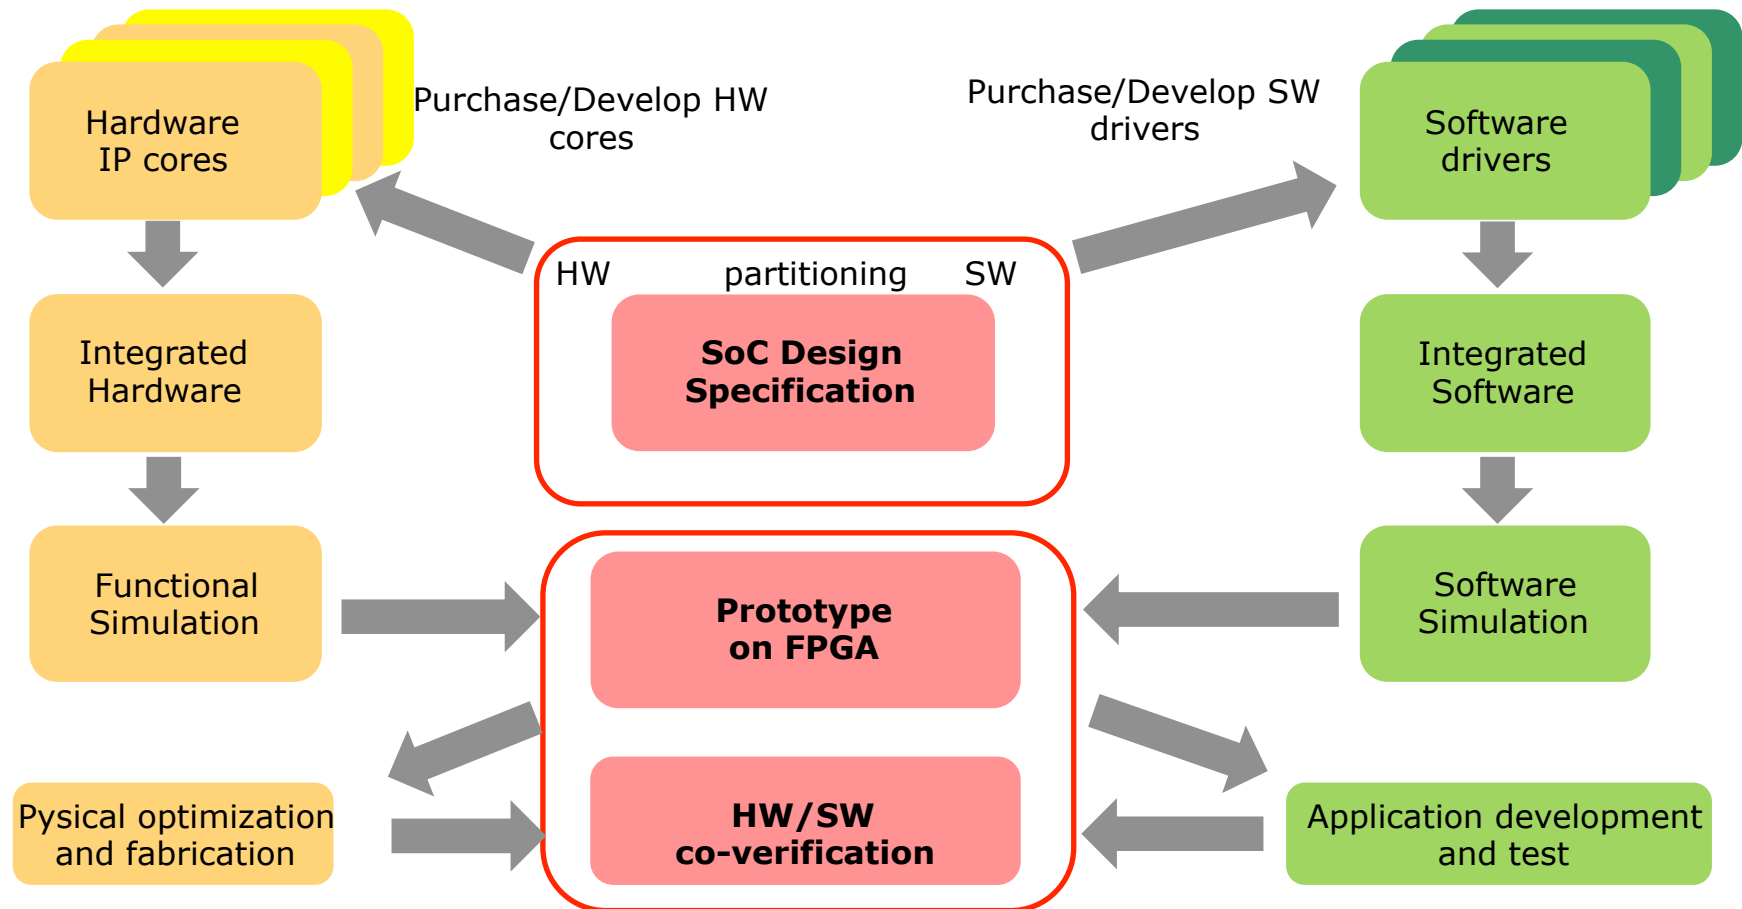 Hardware
IP cores
Purchase/Develop HW
cores
Purchase/Develop SW
drivers
Software
drivers
HW partitioning SW
SoC Design
Specification
Integrated
Hardware
Integrated
Software
Functional
Simulation
Prototype
on FPGA
Software
Simulation
Pysical optimization
and fabrication
HW/SW
co-verification
Application development
and test